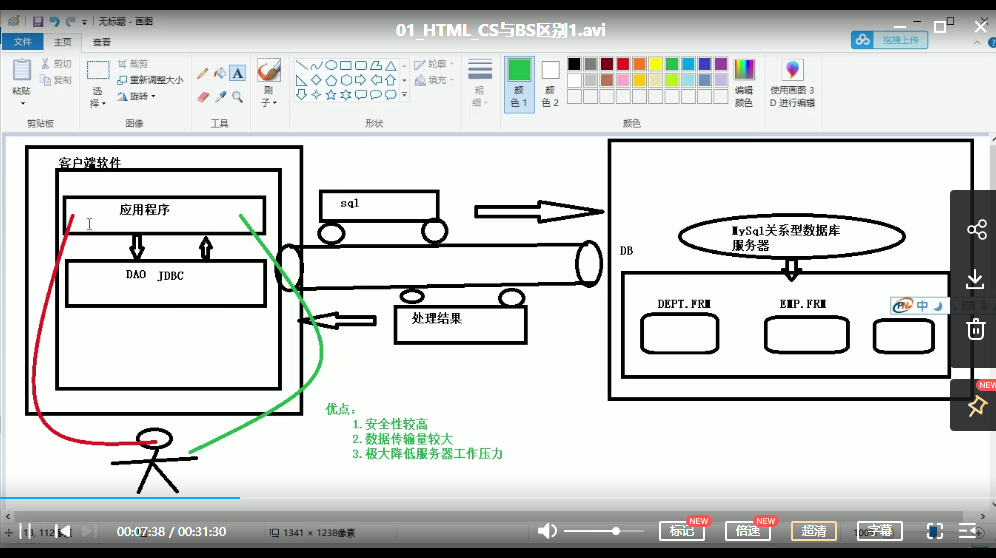 无标题 - 画图
01_HTML_CS与BS区别1.avi
文件 主页 查看
拖拽上传
粘贴
剪切
复制
剪贴板
选择
裁剪
重新调整大小
旋转
图像
A
工具
刷子
形状
轮廓
填充
粗细
颜色 1
颜色 2
颜色
编辑颜色
使用画图 3D 进行编辑
客户端软件
应用程序
DAO JDBC
sql
处理结果
DB
MySql关系型数据库
服务器
DEPT.FRM
EMP.FRM
中
优点:
1.安全性较高
2.数据传输量较大
3.极大降低服务器工作压力
NEW
00:07:38 / 00:31:30
1341 × 1238像素
标记 NEW
倍速 NEW
超清
字幕